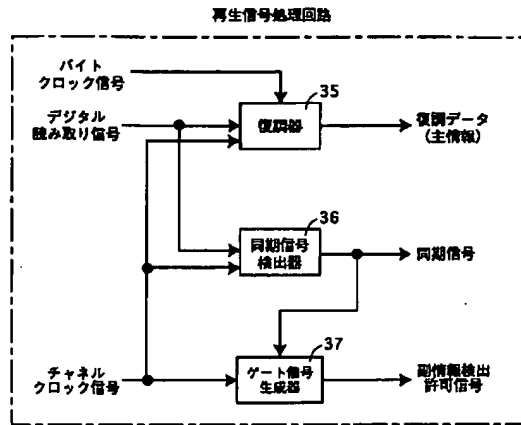 再生信号処理回路
バイト
クロック信号
35
デジタル
読み取り信号
復調器
復調データ
(主情報)
36
同期信号
検出器
同期信号
37
チャネル
クロック信号
ゲート信号
生成器
副情報検出
許可信号